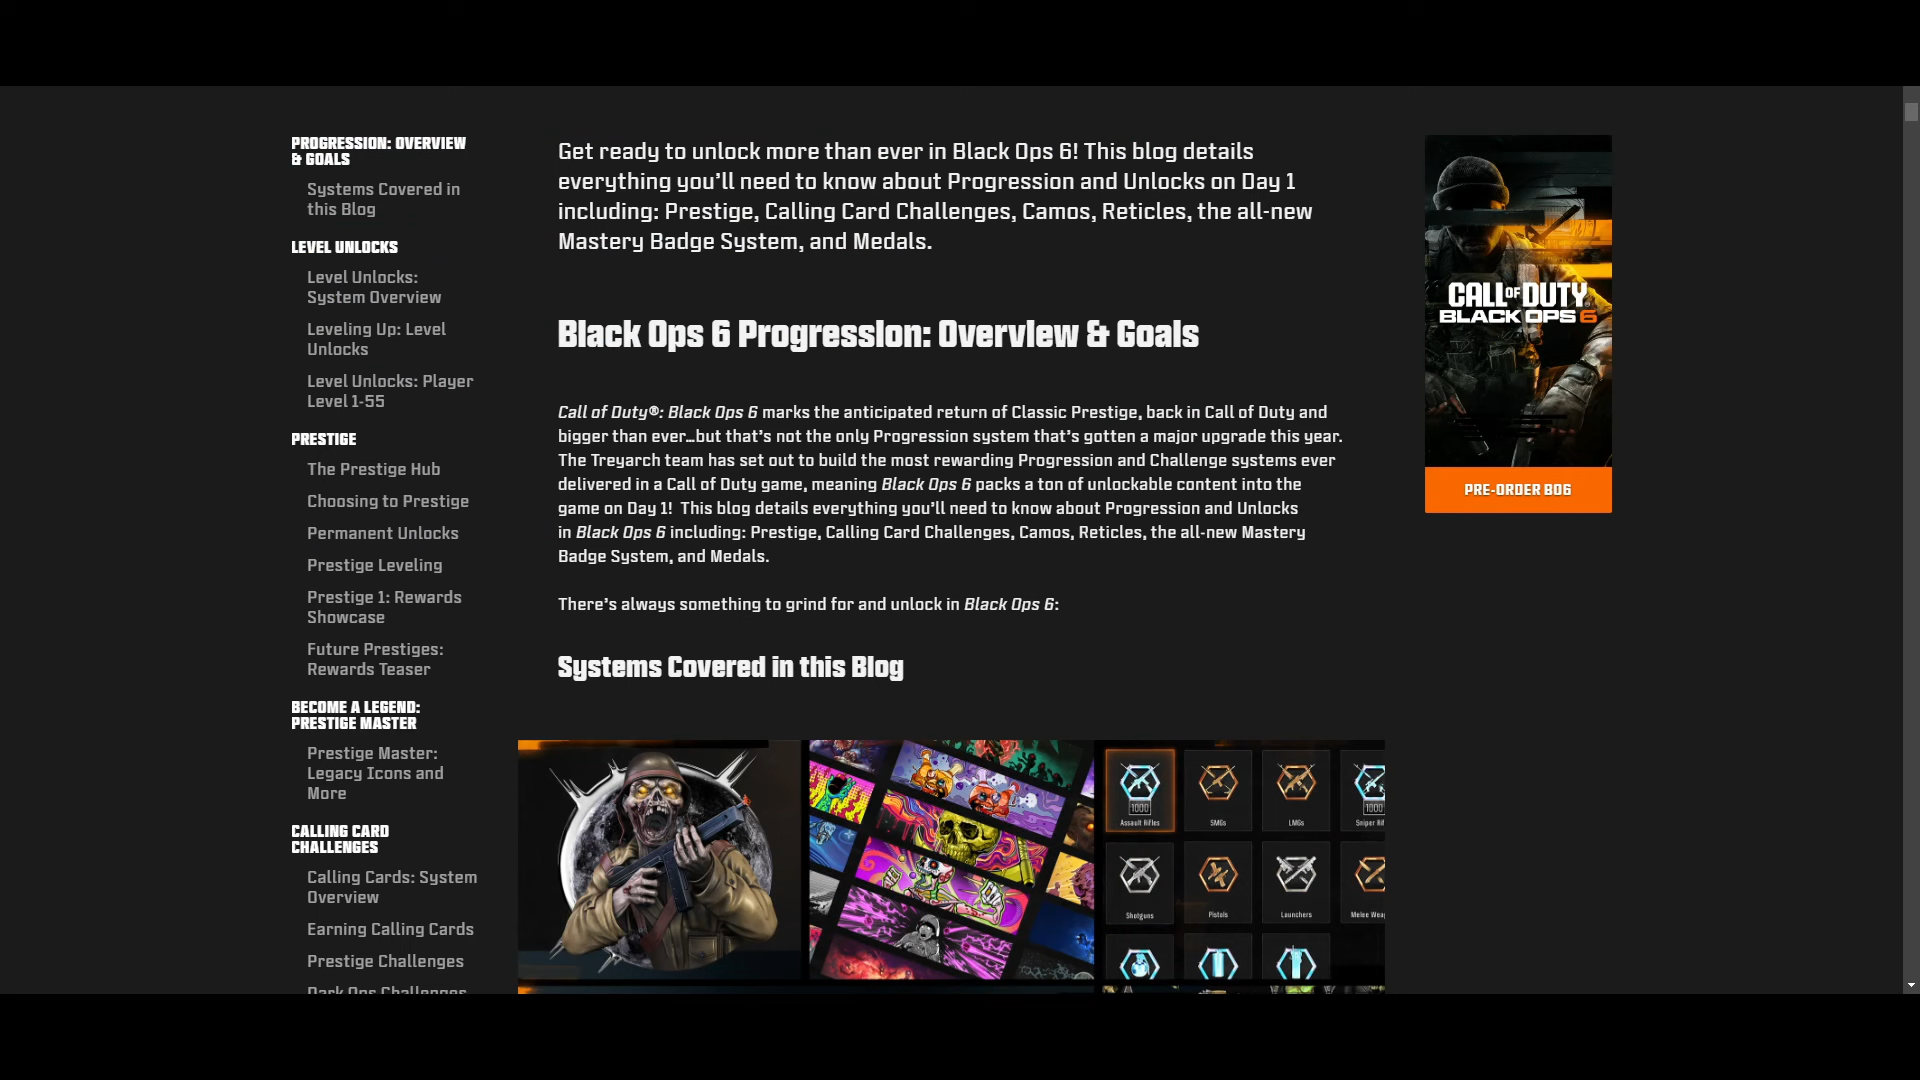 PROGRESSION: OVERVIEW
& GOALS
Systems Covered in
this Blog
LEVEL UNLOCKS
Level Unlocks:
System Overview
Leveling Up: Level
Unlocks
Level Unlocks: Player
Level 1-55
PRESTIGE
The Prestige Hub
Choosing to Prestige
Permanent Unlocks
Prestige Leveling
Prestige 1: Rewards
Showcase
Future Prestiges:
Rewards Teaser
BECOME A LEGEND:
PRESTIGE MASTER
Prestige Master:
Legacy Icons and
More
CALLING CARD
CHALLENGES
Calling Cards: System
Overview
Earning Calling Cards
Prestige Challenges
Dark Ops Challenges
Get ready to unlock more than ever in Black Ops 6! This blog details
everything you’ll need to know about Progression and Unlocks on Day 1
including: Prestige, Calling Card Challenges, Camos, Reticles, the all-new
Mastery Badge System, and Medals.
Black Ops 6 Progression: Overview & Goals
Call of Duty®: Black Ops 6 marks the anticipated return of Classic Prestige, back in Call of Duty and
bigger than ever…but that’s not the only Progression system that’s gotten a major upgrade this year.
The Treyarch team has set out to build the most rewarding Progression and Challenge systems ever
delivered in a Call of Duty game, meaning Black Ops 6 packs a ton of unlockable content into the
game on Day 1!  This blog details everything you’ll need to know about Progression and Unlocks
in Black Ops 6 including: Prestige, Calling Card Challenges, Camos, Reticles, the all-new Mastery
Badge System, and Medals.
There’s always something to grind for and unlock in Black Ops 6:
Systems Covered in this Blog
1000
1000
Assault Rifles
SMGs
LMGs
Sniper Rif
Shotguns
Pistols
Launchers
Melee Weap
CALL OF DUTY
BLACK OPS 6
PRE-ORDER BO6